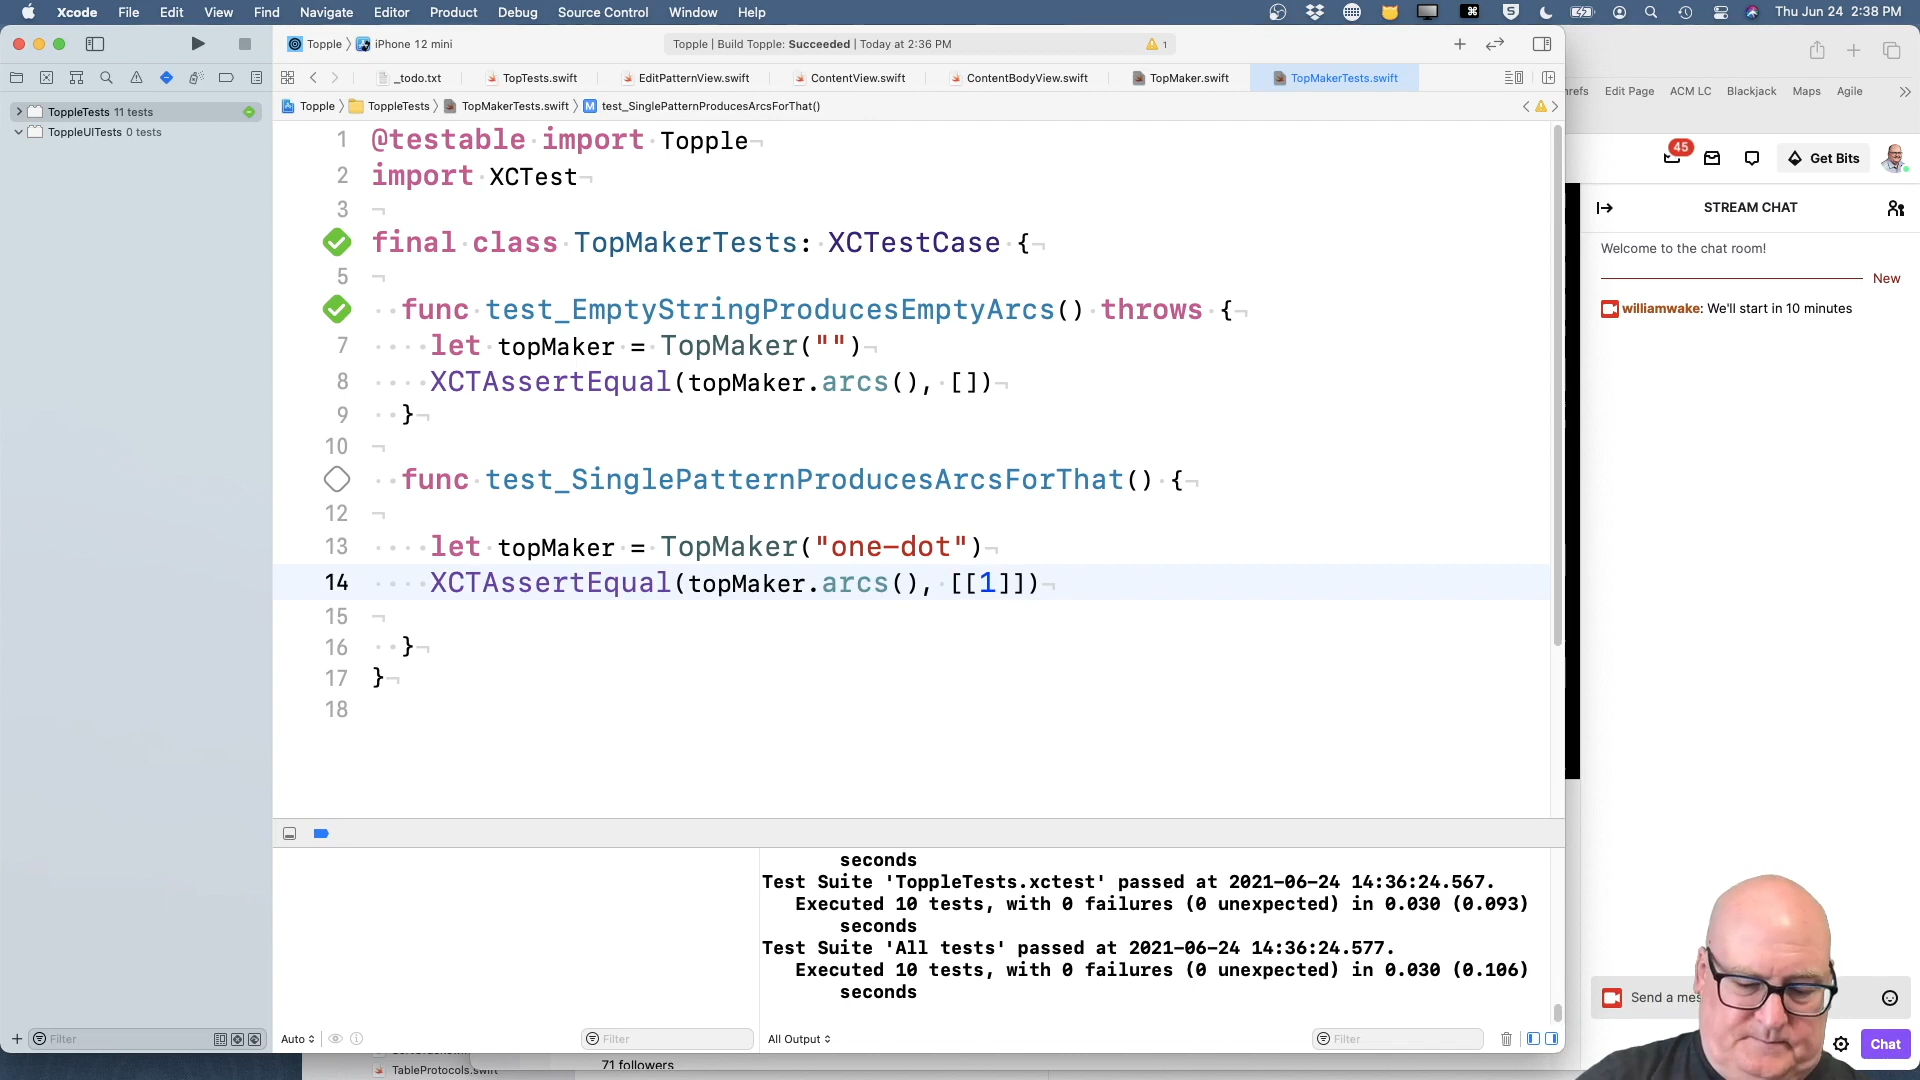 Xcode File Edit View Find Navigate Editor Product Debug Source Control Window Help Thu Jun 24 2:38 PM
Topple iPhone 12 mini
Topple | Build Topple: Succeeded | Today at 2:36 PM 1
_todo.txt TopTests.swift EditPatternView.swift ContentView.swift ContentBodyView.swift TopMaker.swift TopMakerTests.swift
Topple ToppleTests TopMakerTests.swift M test_SinglePatternProducesArcsForThat()
ToppleTests 11 tests
ToppleUITests 0 tests
1 @testable import Topple¬
2 import XCTest¬
3 ¬
final class TopMakerTests: XCTestCase {¬
5 ¬
func test_EmptyStringProducesEmptyArcs() throws {¬
7 let topMaker = TopMaker("")¬
8 XCTAssertEqual(topMaker.arcs(), [])¬
9 }¬
10 ¬
func test_SinglePatternProducesArcsForThat() {¬
12 ¬
13 let topMaker = TopMaker("one-dot")¬
14 XCTAssertEqual(topMaker.arcs(), [[1]])¬
15 ¬
16 }¬
17 }¬
18
seconds
Test Suite 'ToppleTests.xctest' passed at 2021-06-24 14:36:24.567.
Executed 10 tests, with 0 failures (0 unexpected) in 0.030 (0.093)
seconds
Test Suite 'All tests' passed at 2021-06-24 14:36:24.577.
Executed 10 tests, with 0 failures (0 unexpected) in 0.030 (0.106)
seconds
Filter
Auto
Filter
All Output
Filter
TableProtocols.swift
71 followers
hrefs Edit Page ACM LC Blackjack Maps Agile
45
Get Bits
STREAM CHAT
Welcome to the chat room!
New
williamwake: We'll start in 10 minutes
Send a mes
Chat